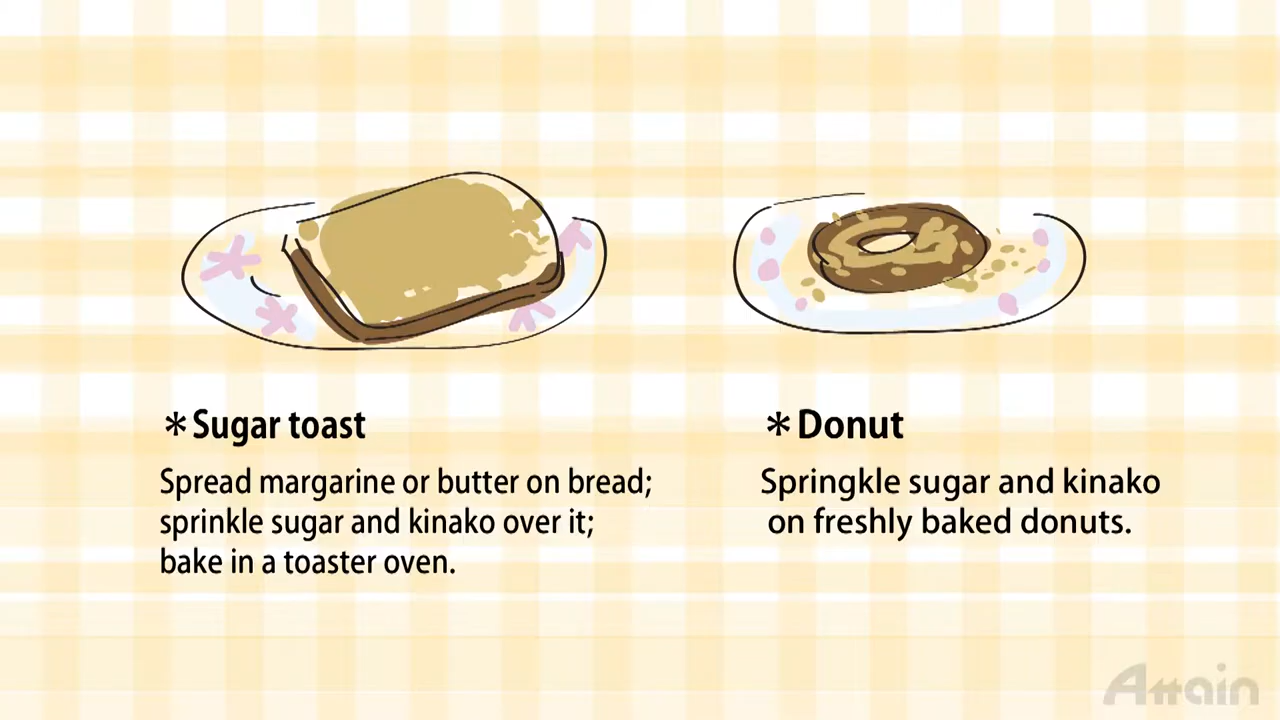 ＊Sugar toast
Spread margarine or butter on bread;
sprinkle sugar and kinako over it;
bake in a toaster oven.
＊Donut
Springkle sugar and kinako
on freshly baked donuts.
Attain